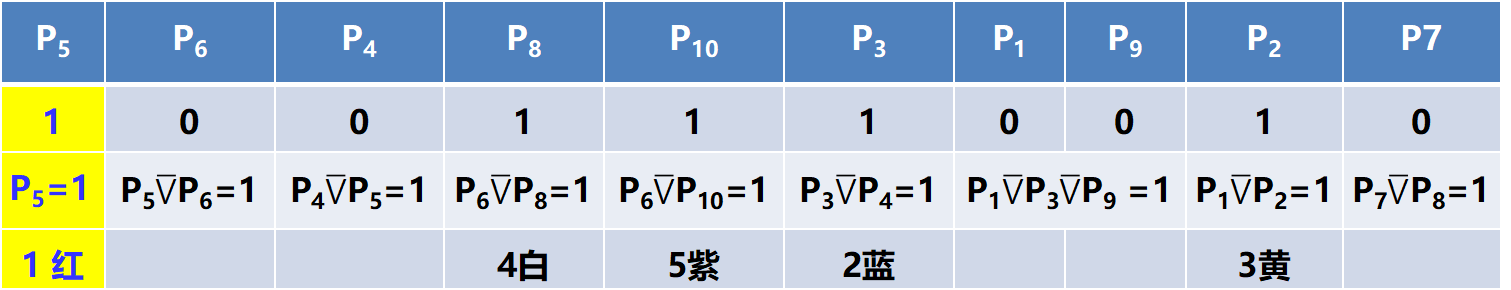 P₅ P₆ P₄ P₈ P₁₀ P₃ P₁ P₉ P₂ P7
1 0 0 1 1 1 0 0 1 0
P₅=1 P₅⊽P₆=1 P₄⊽P₅=1 P₆⊽P₈=1 P₆⊽P₁₀=1 P₃⊽P₄=1 P₁⊽P₃⊽P₉ =1 P₁⊽P₂=1 P₇⊽P₈=1
1 红 4白 5紫 2蓝 3黄